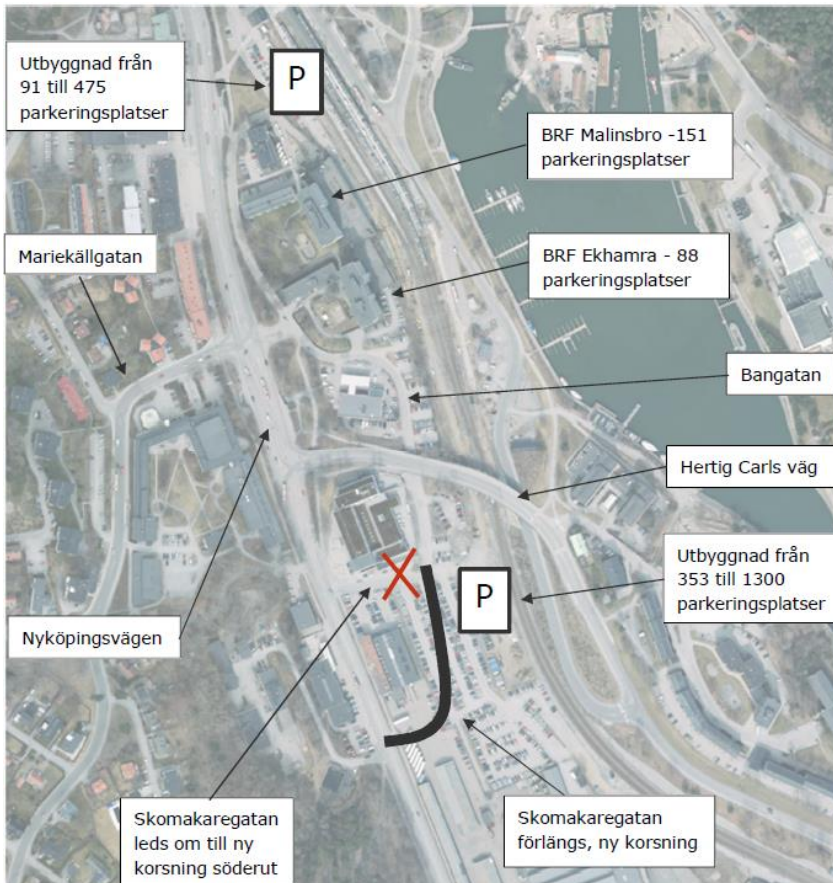 Utbyggnad från
91 till 475
parkeringsplatser
P
BRF Malinsbro -151
parkeringsplatser
Mariekällgatan
BRF Ekhamra - 88
parkeringsplatser
Bangatan
Hertig Carls väg
Utbyggnad från
353 till 1300
parkeringsplatser
P
Nyköpingsvägen
Skomakaregatan
leds om till ny
korsning söderut
Skomakaregatan
förlängs, ny korsning